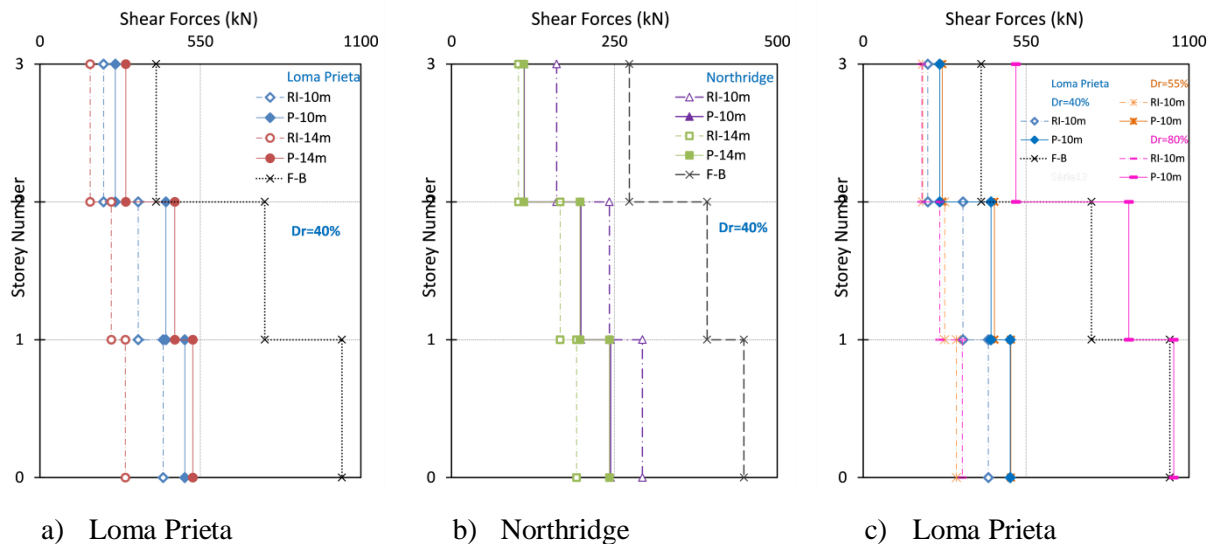 Shear Forces (kN)
0 550 1100
Storey Number
3
2
1
0
Loma Prieta
RI-10m
P-10m
RI-14m
P-14m
F-B
Dr=40%
a) Loma Prieta
Shear Forces (kN)
0 250 500
Storey Number
3
2
1
0
Northridge
RI-10m
P-10m
RI-14m
P-14m
F-B
Dr=40%
b) Northridge
Shear Forces (kN)
0 550 1100
Storey Number
3
2
1
0
Loma Prieta Dr=55%
Dr=40% RI-10m
RI-10m P-10m
P-10m Dr=80%
F-B RI-10m
P-10m
c) Loma Prieta